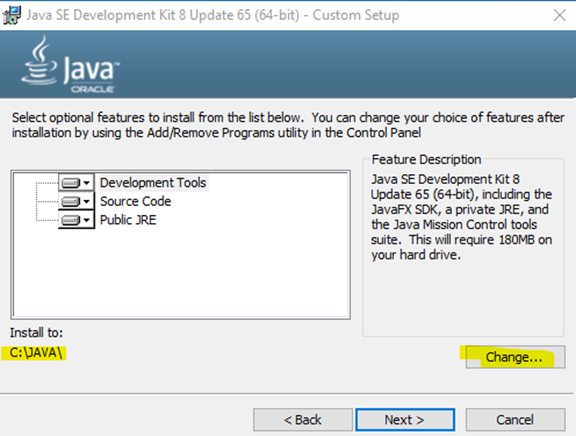 Java SE Development Kit 8 Update 65 (64-bit) - Custom Setup
Java™
ORACLE
Select optional features to install from the list below.  You can change your choice of features after
installation by using the Add/Remove Programs utility in the Control Panel
Development Tools
Source Code
Public JRE
Feature Description
Java SE Development Kit 8
Update 65 (64-bit), including the
JavaFX SDK, a private JRE, and
the Java Mission Control tools
suite.  This will require 180MB on
your hard drive.
Install to:
C:\JAVA\
Change...
< Back
Next >
Cancel